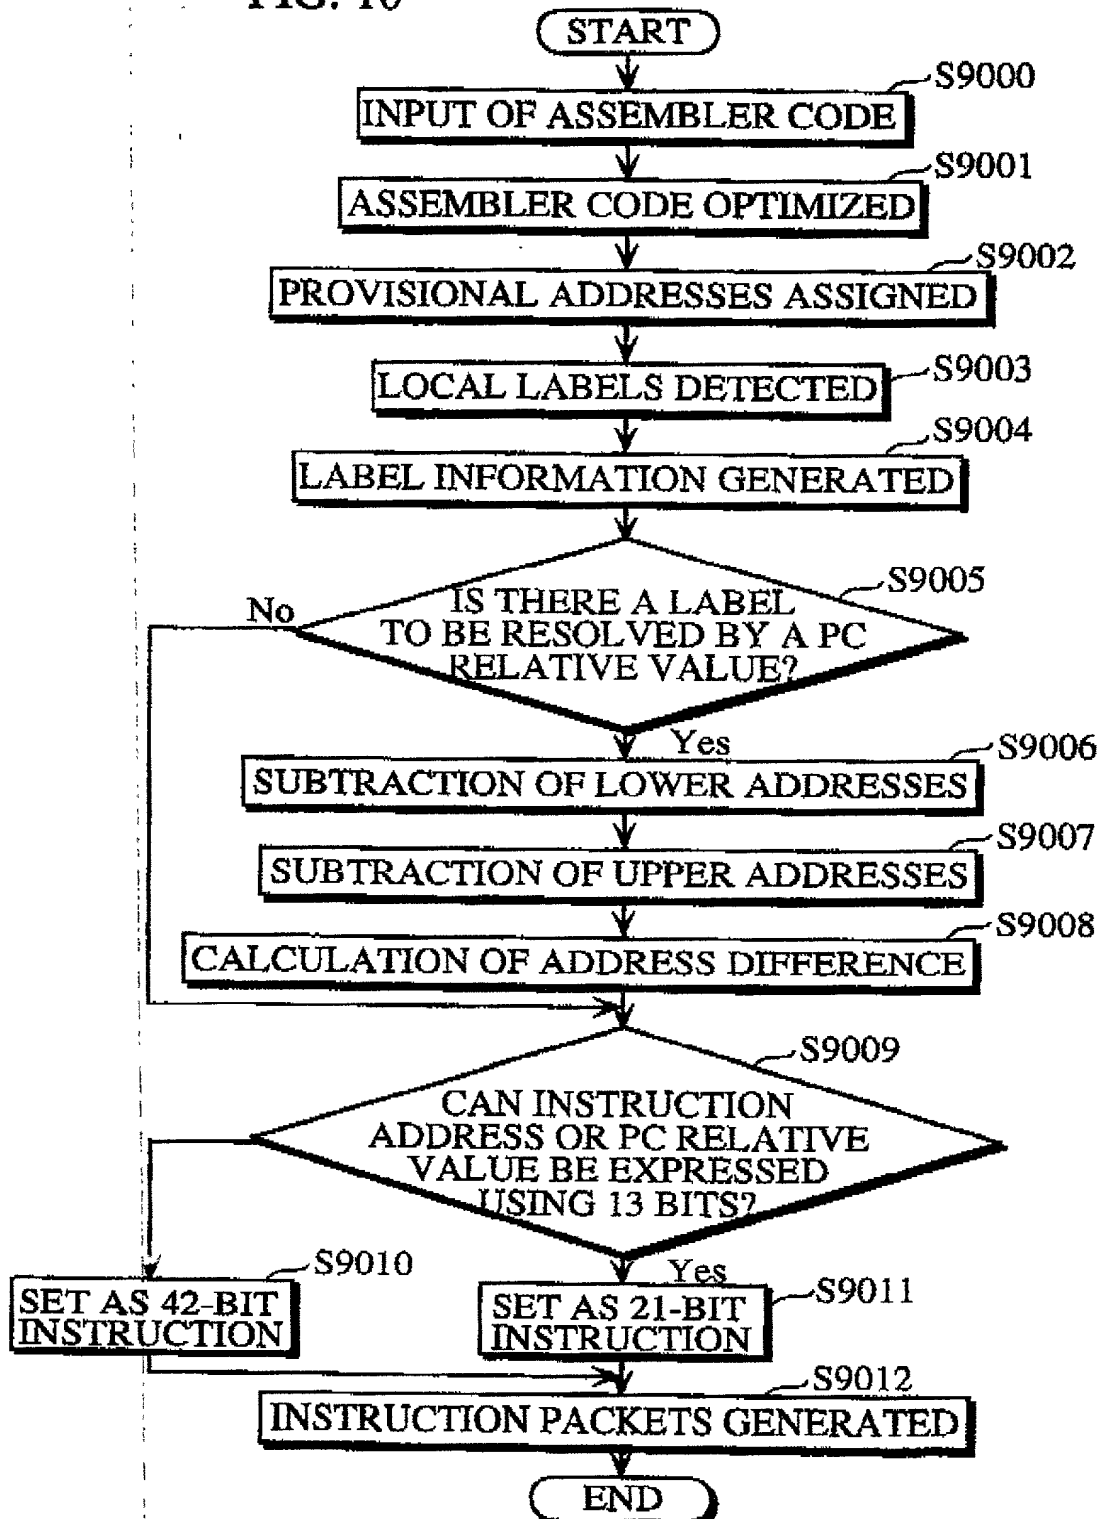 FIG. 10
START
S9000
INPUT OF ASSEMBLER CODE
S9001
ASSEMBLER CODE OPTIMIZED
S9002
PROVISIONAL ADDRESSES ASSIGNED
S9003
LOCAL LABELS DETECTED
S9004
LABEL INFORMATION GENERATED
S9005
No
IS THERE A LABEL
TO BE RESOLVED BY A PC
RELATIVE VALUE?
Yes
S9006
SUBTRACTION OF LOWER ADDRESSES
S9007
SUBTRACTION OF UPPER ADDRESSES
S9008
CALCULATION OF ADDRESS DIFFERENCE
S9009
CAN INSTRUCTION
ADDRESS OR PC RELATIVE
VALUE BE EXPRESSED
USING 13 BITS?
S9010
Yes
SET AS 42-BIT
INSTRUCTION
S9011
SET AS 21-BIT
INSTRUCTION
S9012
INSTRUCTION PACKETS GENERATED
END